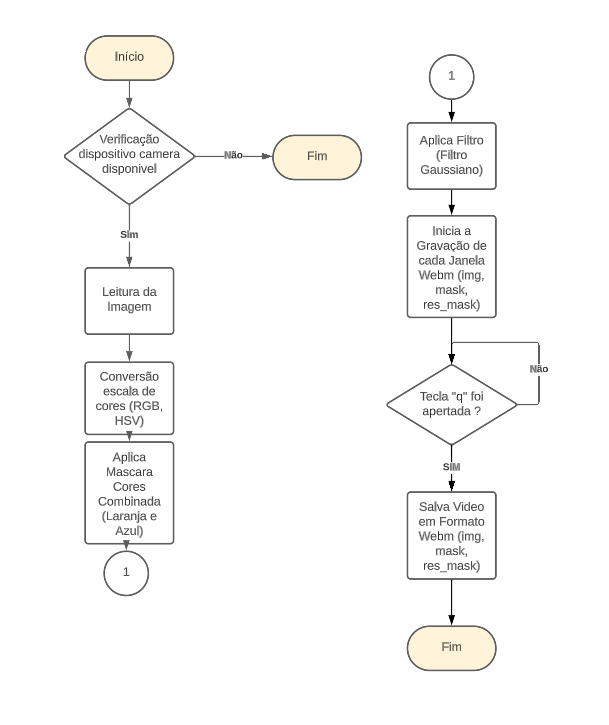 Início
Verificação
dispositivo camera
disponivel
Não
Fim
Sim
Leitura da
Imagem
Conversão
escala de
cores (RGB,
HSV)
Aplica
Mascara
Cores
Combinada
(Laranja e
Azul)
1
1
Aplica Filtro
(Filtro
Gaussiano)
Inicia a
Gravação de
cada Janela
Webm (img,
mask,
res_mask)
Não
Tecla "q" foi
apertada ?
SIM
Salva Video
em Formato
Webm (img,
mask,
res_mask)
Fim